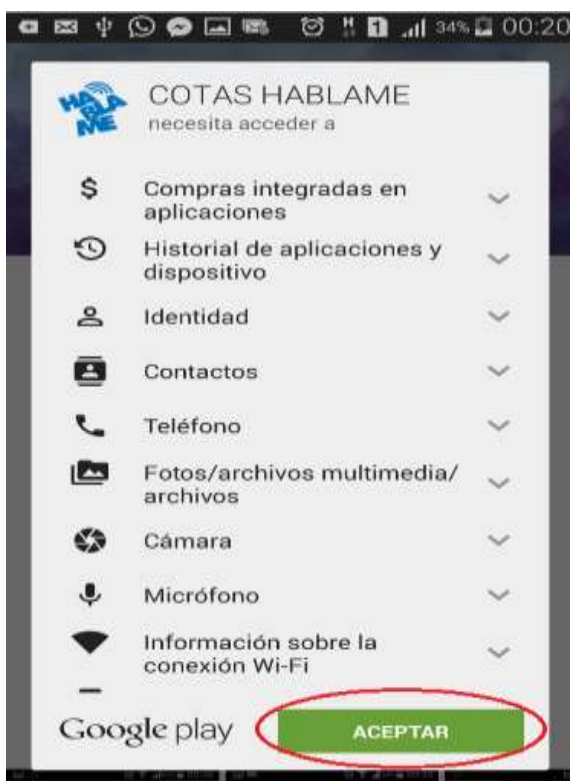 34% 00:20
HABLAME
COTAS HABLAME
necesita acceder a
$ Compras integradas en
aplicaciones
Historial de aplicaciones y
dispositivo
Identidad
Contactos
Teléfono
Fotos/archivos multimedia/
archivos
Cámara
Micrófono
Información sobre la
conexión Wi-Fi
Google play
ACEPTAR